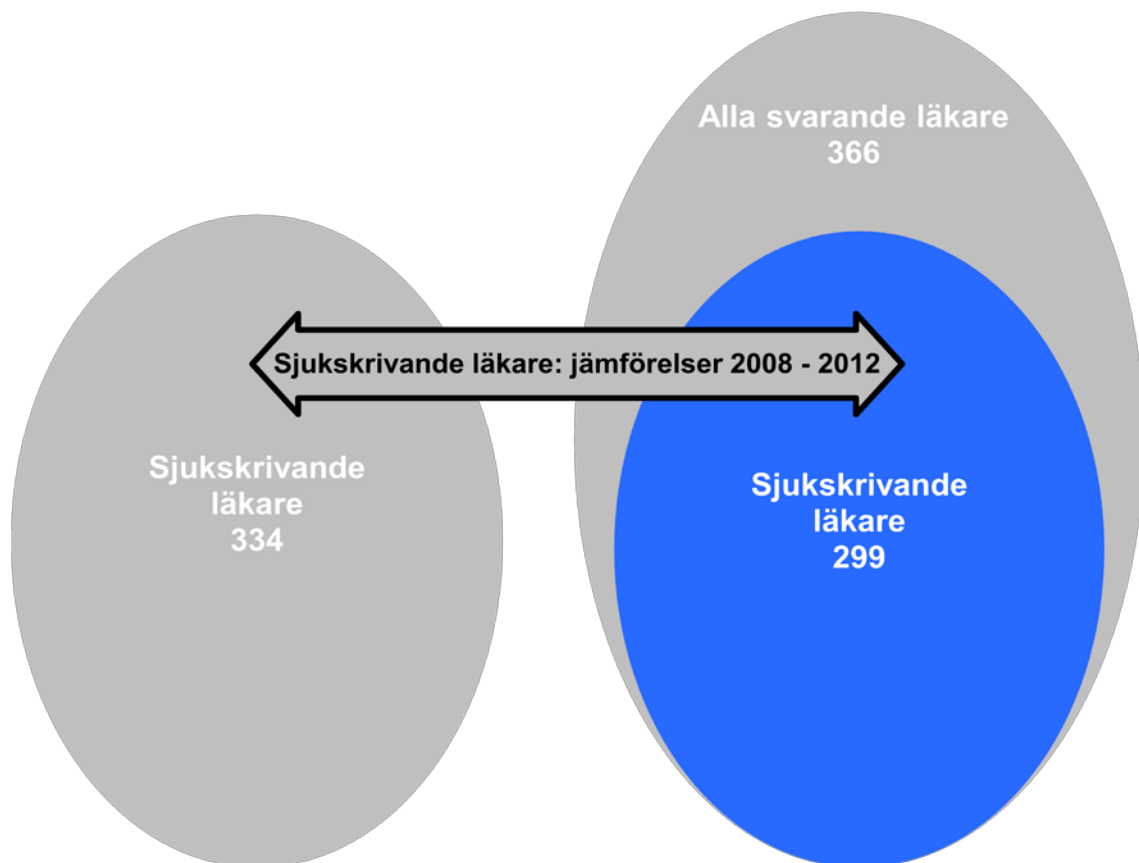 Alla svarande läkare
366
Sjukskrivande läkare: jämförelser 2008 - 2012
Sjukskrivande
läkare
334
Sjukskrivande
läkare
299